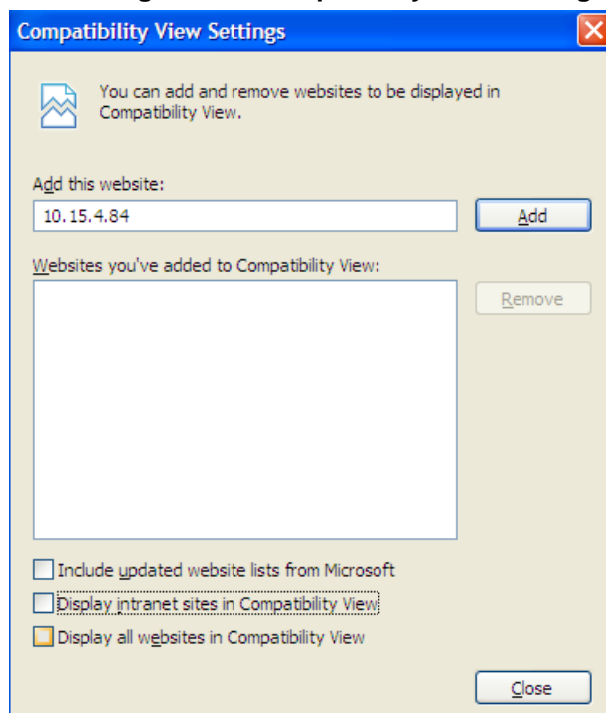 Compatibility View Settings
You can add and remove websites to be displayed in
Compatibility View.
Add this website:
10.15.4.84
Add
Websites you've added to Compatibility View:
Remove
Include updated website lists from Microsoft
Display intranet sites in Compatibility View
Display all websites in Compatibility View
Close